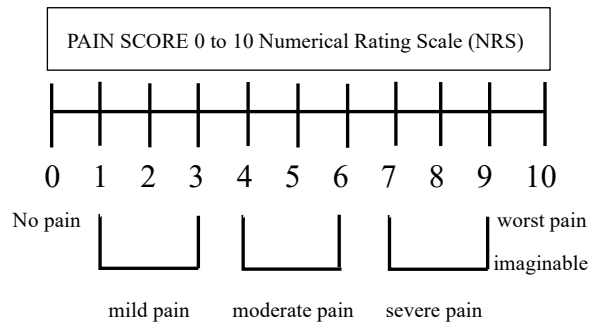 PAIN SCORE 0 to 10 Numerical Rating Scale (NRS)
0 1 2 3 4 5 6 7 8 9 10
No pain worst pain
imaginable
mild pain moderate pain severe pain